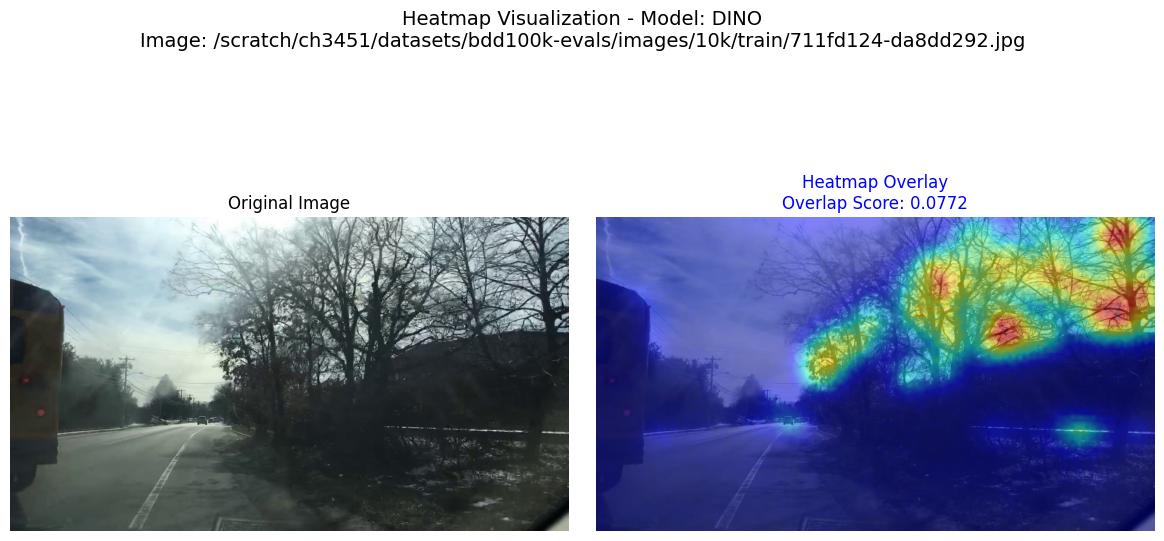 Heatmap Visualization - Model: DINO
Image: /scratch/ch3451/datasets/bdd100k-evals/images/10k/train/711fd124-da8dd292.jpg
Original Image
Heatmap Overlay
Overlap Score: 0.0772